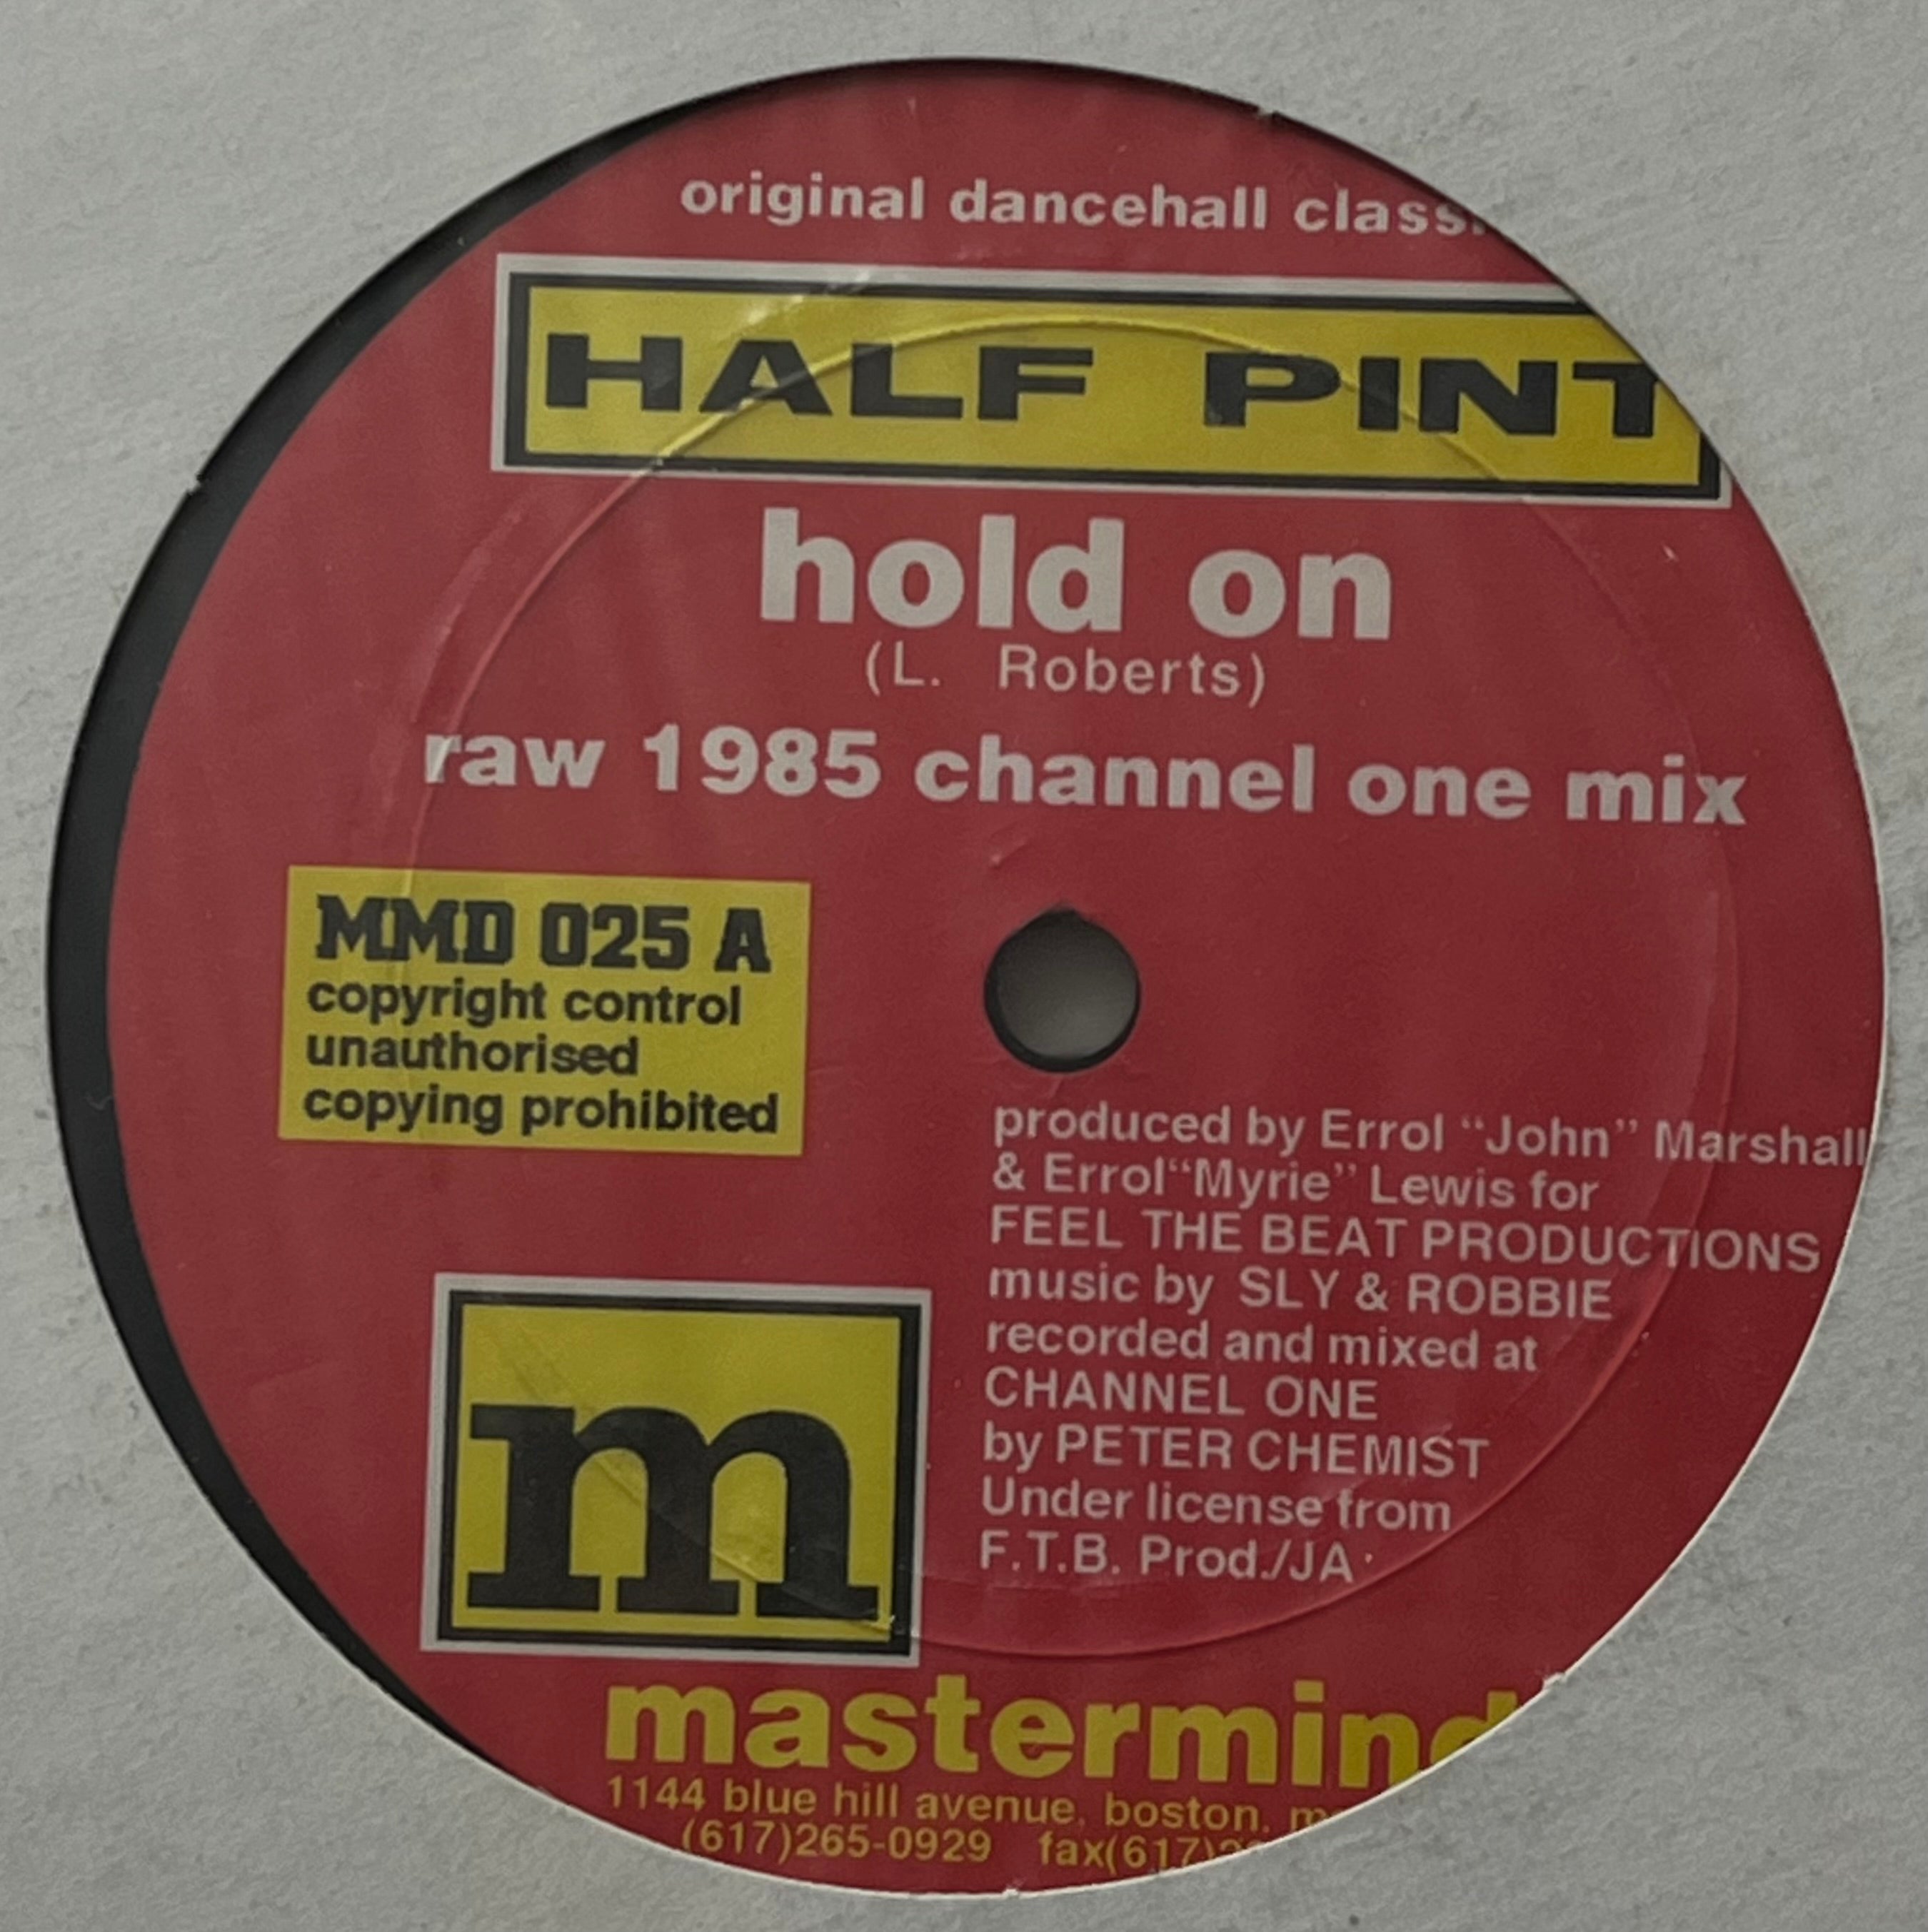 original dancehall
HALF PINT
hold on
(L. Roberts)
raw 1985 channel one mix
MMD 025 A
copyright control
unauthorised
copying prohibited
produced by Errol “John” Marshall
& Errol“Myrie” Lewis for
FEEL THE BEAT PRODUCTIONS
music by SLY & ROBBIE
recorded and mixed at
CHANNEL ONE
by PETER CHEMIST
Under license from
F.T.B. Prod./JA
m
mastermind
1144 blue hill avenue, boston,
(617)265-0929